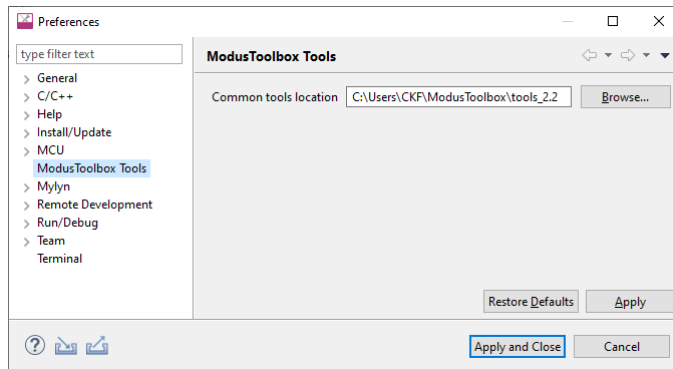 Preferences
type filter text
General
C/C++
Help
Install/Update
MCU
ModusToolbox Tools
Mylyn
Remote Development
Run/Debug
Team
Terminal
ModusToolbox Tools
Common tools location C:\Users\CKF\ModusToolbox\tools_2.2 Browse...
Restore Defaults Apply
Apply and Close Cancel